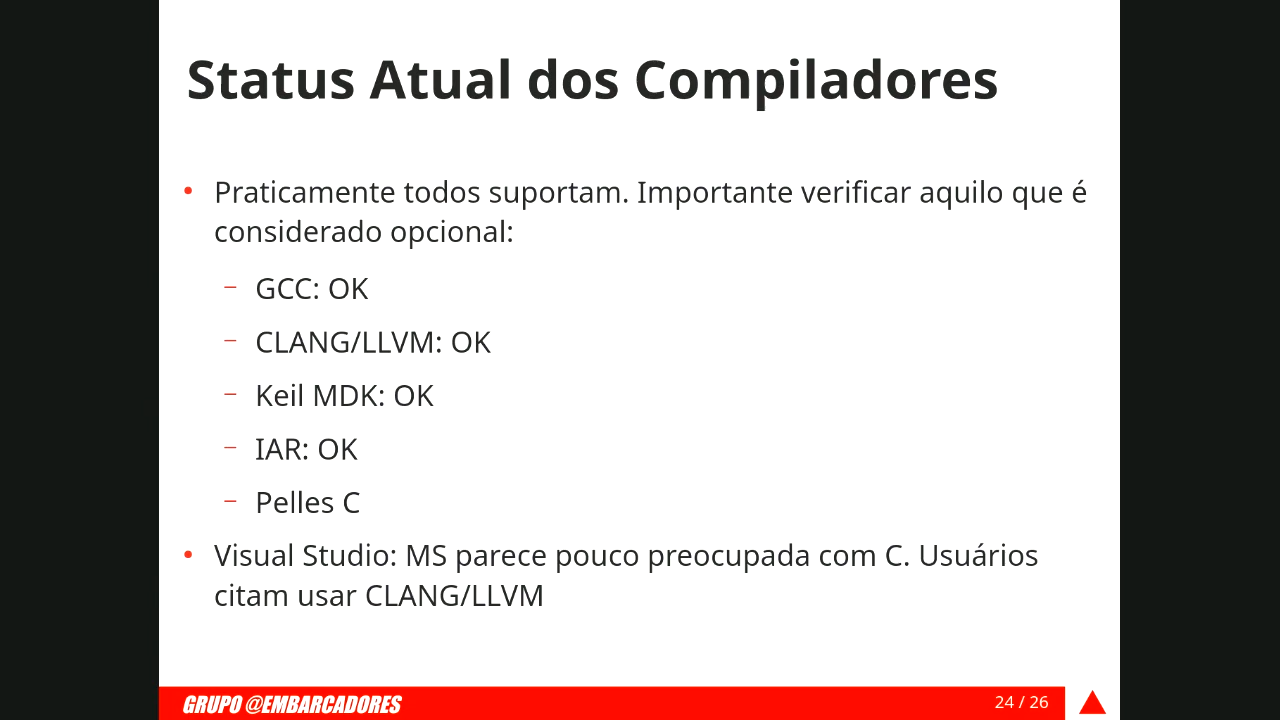 Status Atual dos Compiladores
• Praticamente todos suportam. Importante verificar aquilo que é
considerado opcional:
– GCC: OK
– CLANG/LLVM: OK
– Keil MDK: OK
– IAR: OK
– Pelles C
• Visual Studio: MS parece pouco preocupada com C. Usuários
citam usar CLANG/LLVM
GRUPO @EMBARCADORES
24 / 26